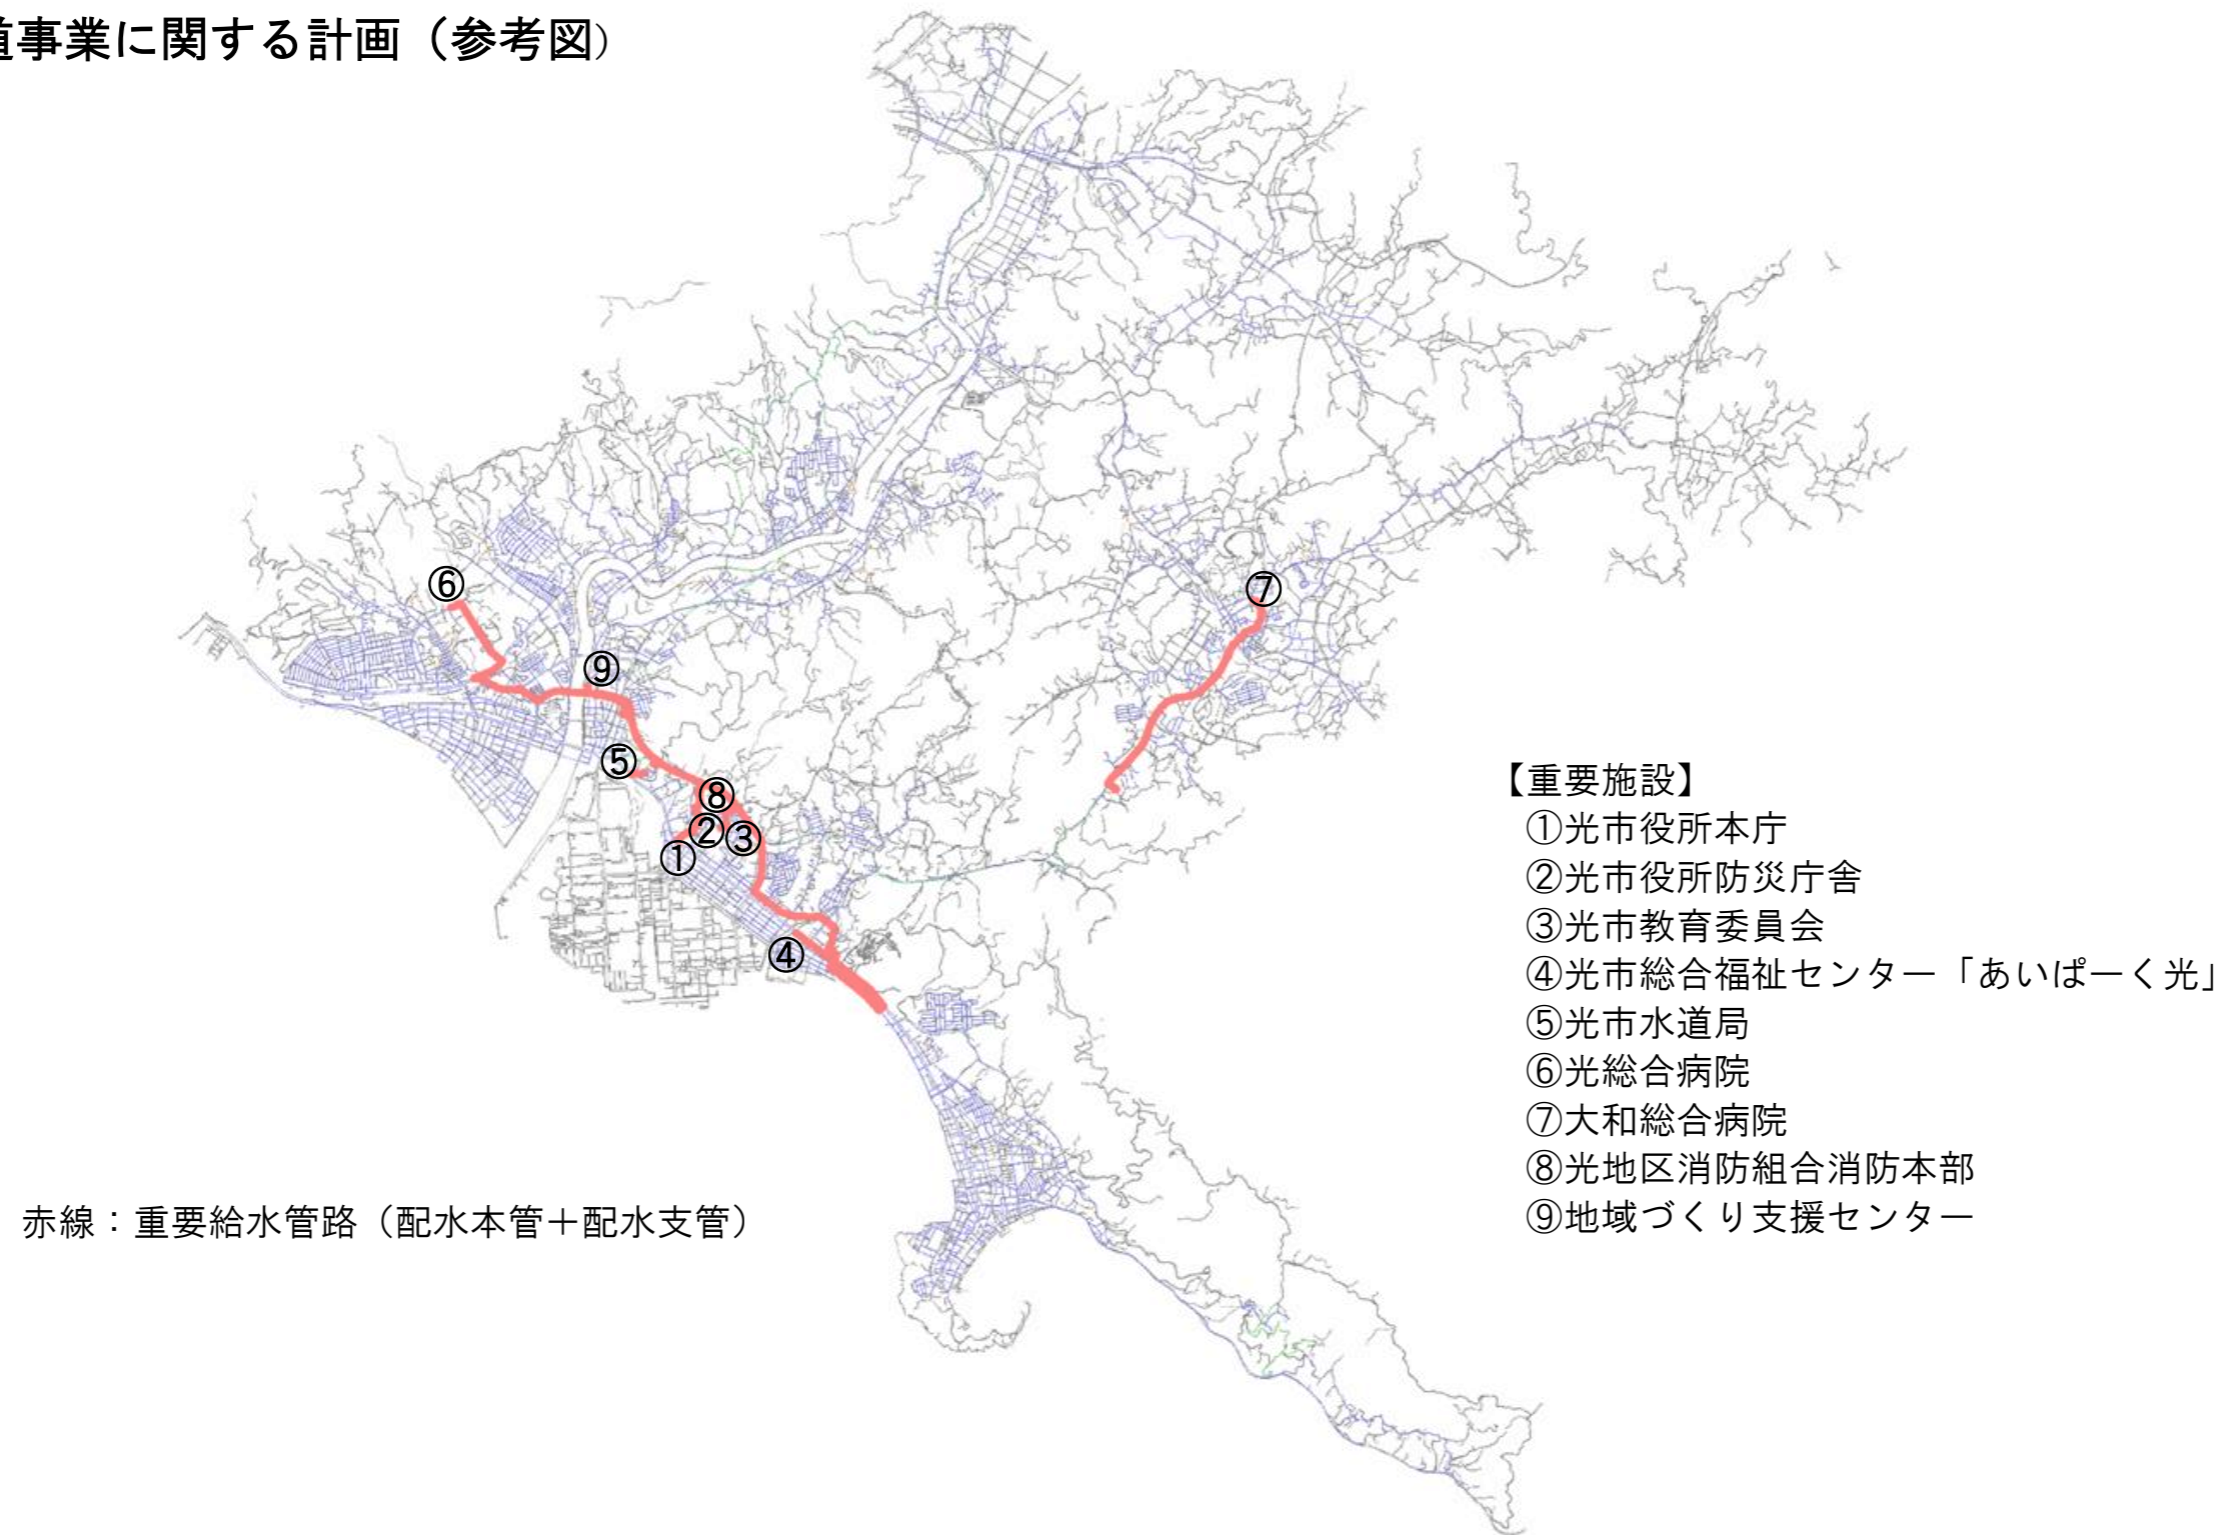 道事業に関する計画（参考図）
⑥
⑦
⑨
⑤
⑧
②
③
①
④
【重要施設】
①光市役所本庁
②光市役所防災庁舎
③光市教育委員会
④光市総合福祉センター「あいぱーく光」
⑤光市水道局
⑥光総合病院
⑦大和総合病院
⑧光地区消防組合消防本部
⑨地域づくり支援センター
赤線：重要給水管路（配水本管＋配水支管）